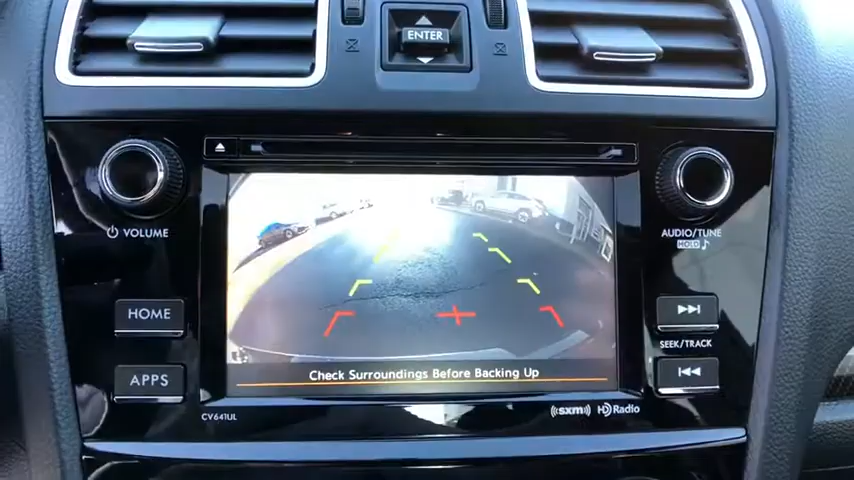 ENTER
VOLUME
AUDIO/TUNE
HOLD
HOME
APPS
SEEK/TRACK
Check Surroundings Before Backing Up
CV641UL
((sxm))
HD Radio